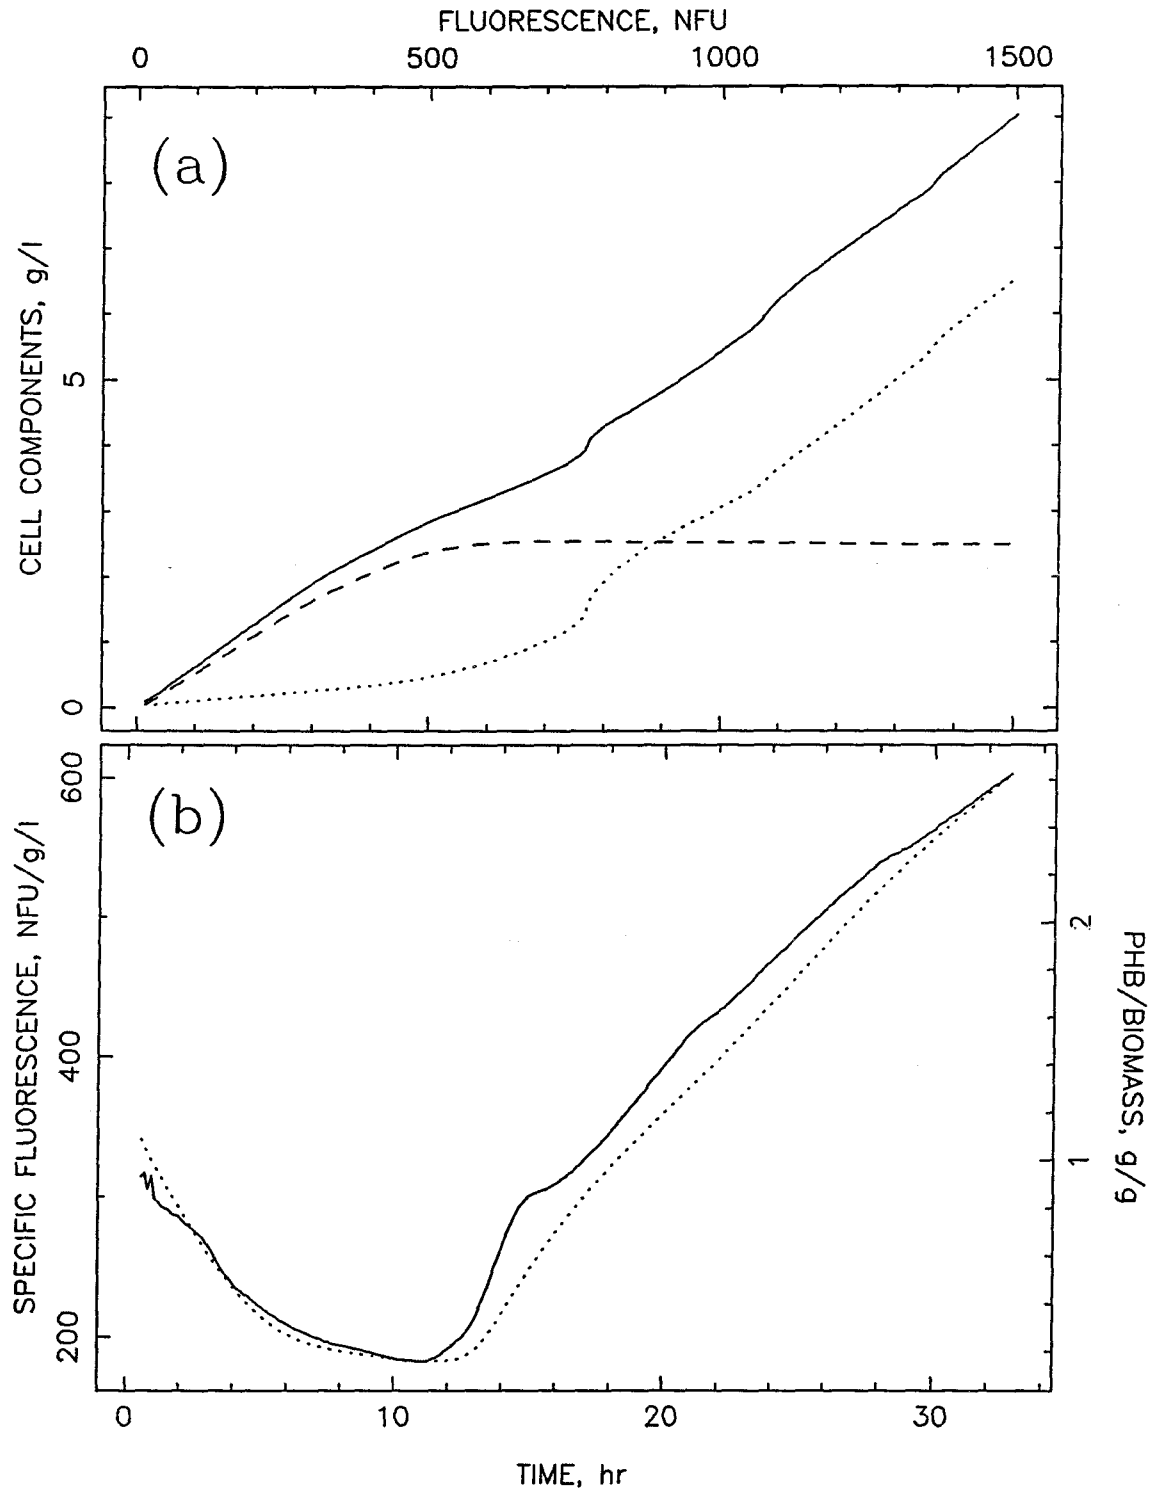 FLUORESCENCE, NFU
0 500 1000 1500
(a)
CELL COMPONENTS, g/l
5
0
(b)
SPECIFIC FLUORESCENCE, NFU/g/l
600
400
200
PHB/BIOMASS, g/g
2
1
0 10 20 30
TIME, hr